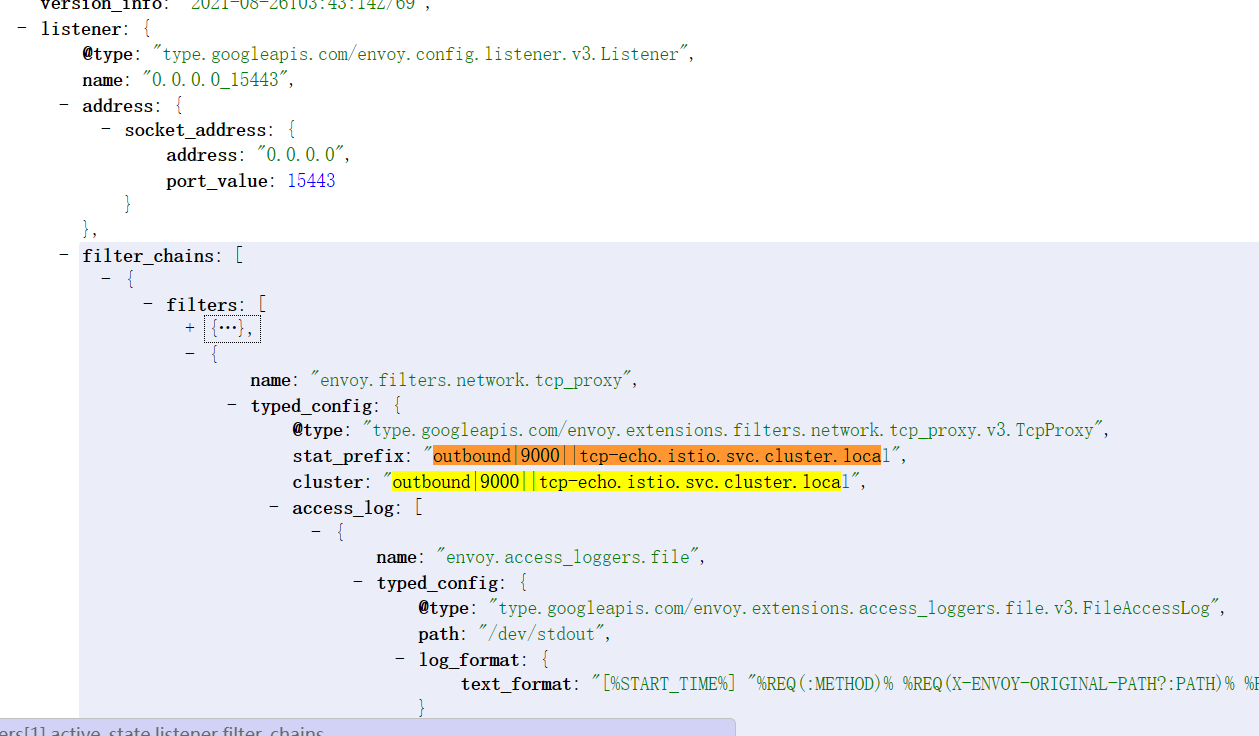 version_info: "2021-08-26T03:43:14Z/69",
− listener: {
@type: "type.googleapis.com/envoy.config.listener.v3.Listener",
name: "0.0.0.0_15443",
− address: {
− socket_address: {
address: "0.0.0.0",
port_value: 15443
}
},
− filter_chains: [
− {
− filters: [
+ {…},
− {
name: "envoy.filters.network.tcp_proxy",
− typed_config: {
@type: "type.googleapis.com/envoy.extensions.filters.network.tcp_proxy.v3.TcpProxy",
stat_prefix: "outbound|9000||tcp-echo.istio.svc.cluster.local",
cluster: "outbound|9000||tcp-echo.istio.svc.cluster.local",
− access_log: [
− {
name: "envoy.access_loggers.file",
− typed_config: {
@type: "type.googleapis.com/envoy.extensions.access_loggers.file.v3.FileAccessLog",
path: "/dev/stdout",
− log_format: {
text_format: "[%START_TIME%] "%REQ(:METHOD)% %REQ(X-ENVOY-ORIGINAL-PATH?:PATH)%
}
ers[1].active_state.listener.filter_chains